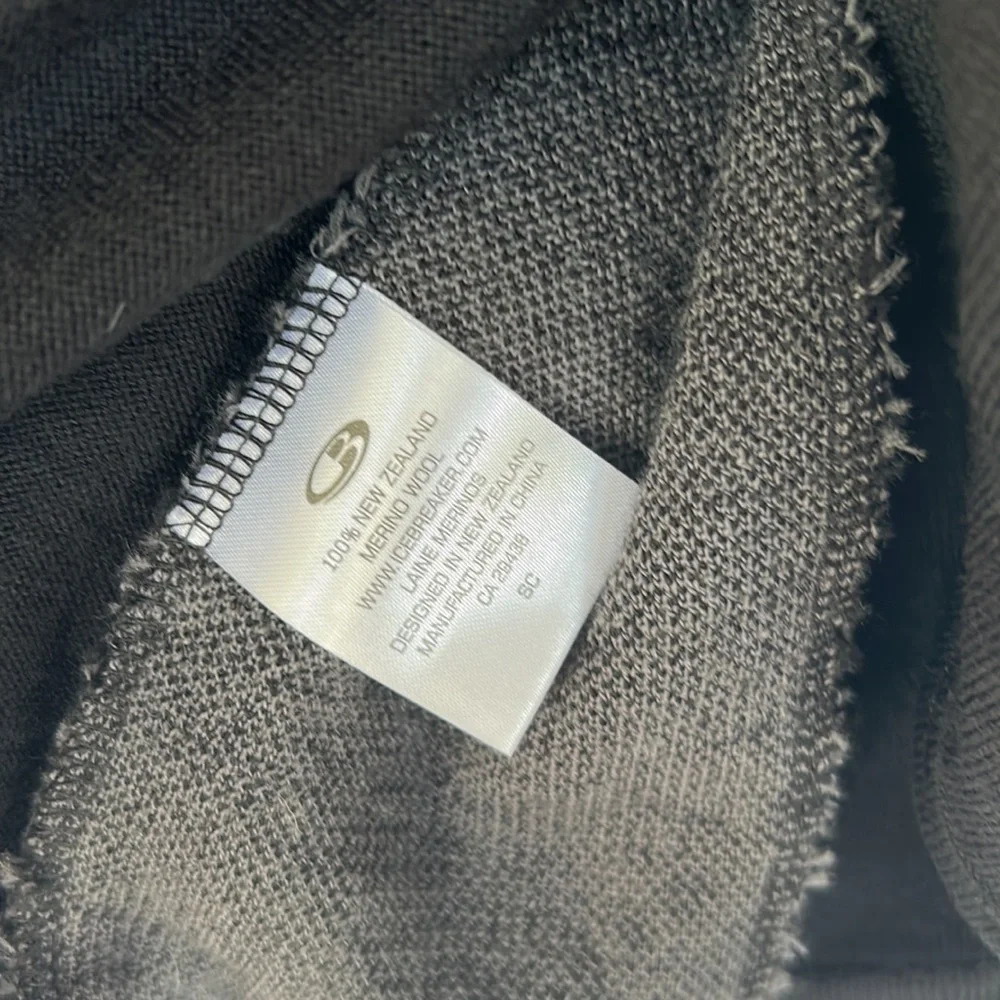 100% NEW ZEALAND
MERINO WOOL
WWW.ICEBREAKER.COM
LAINE MERINOS
DESIGNED IN NEW ZEALAND
MANUFACTURED IN CHINA
CA 26438
SC